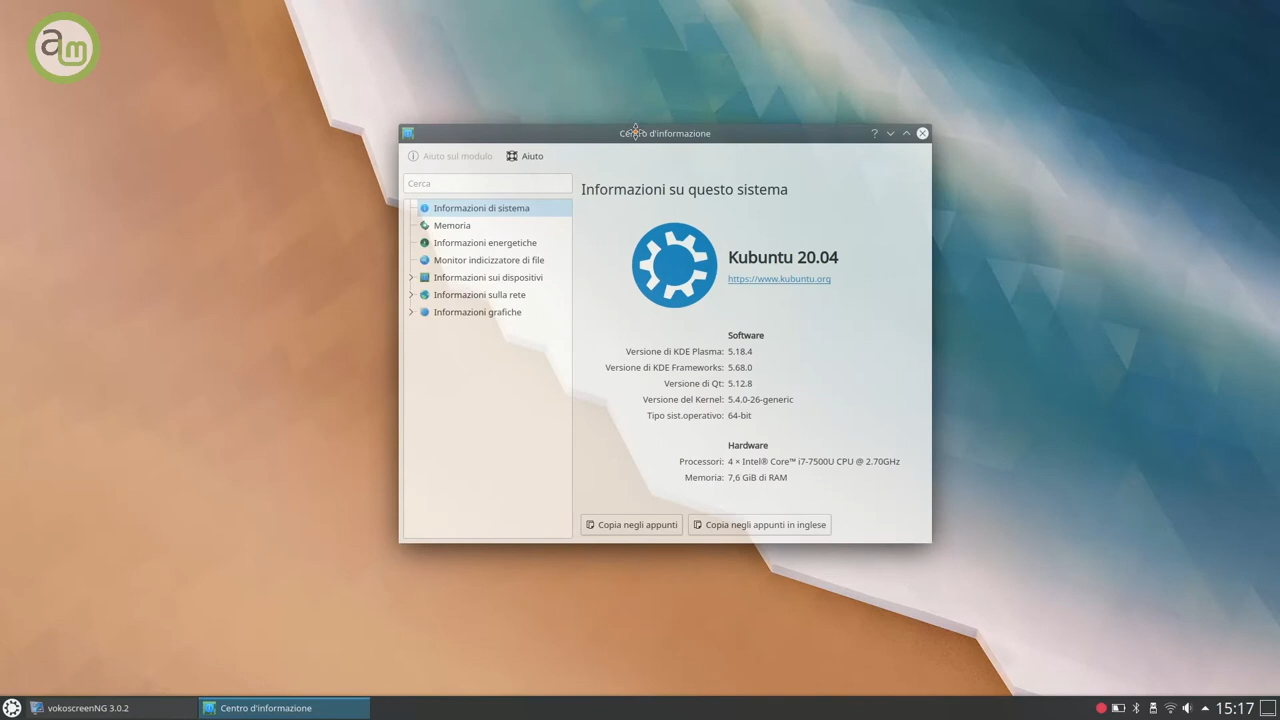 am
Centro d'informazione
Aiuto sul modulo
Aiuto
Cerca
Informazioni di sistema
Memoria
Informazioni energetiche
Monitor indicizzatore di file
Informazioni sui dispositivi
Informazioni sulla rete
Informazioni grafiche
Informazioni su questo sistema
Kubuntu 20.04
https://www.kubuntu.org
Software
Versione di KDE Plasma: 5.18.4
Versione di KDE Frameworks: 5.68.0
Versione di Qt: 5.12.8
Versione del Kernel: 5.4.0-26-generic
Tipo sist.operativo: 64-bit
Hardware
Processori: 4 × Intel® Core™ i7-7500U CPU @ 2.70GHz
Memoria: 7,6 GiB di RAM
Copia negli appunti
Copia negli appunti in inglese
vokoscreenNG 3.0.2
Centro d'informazione
15:17